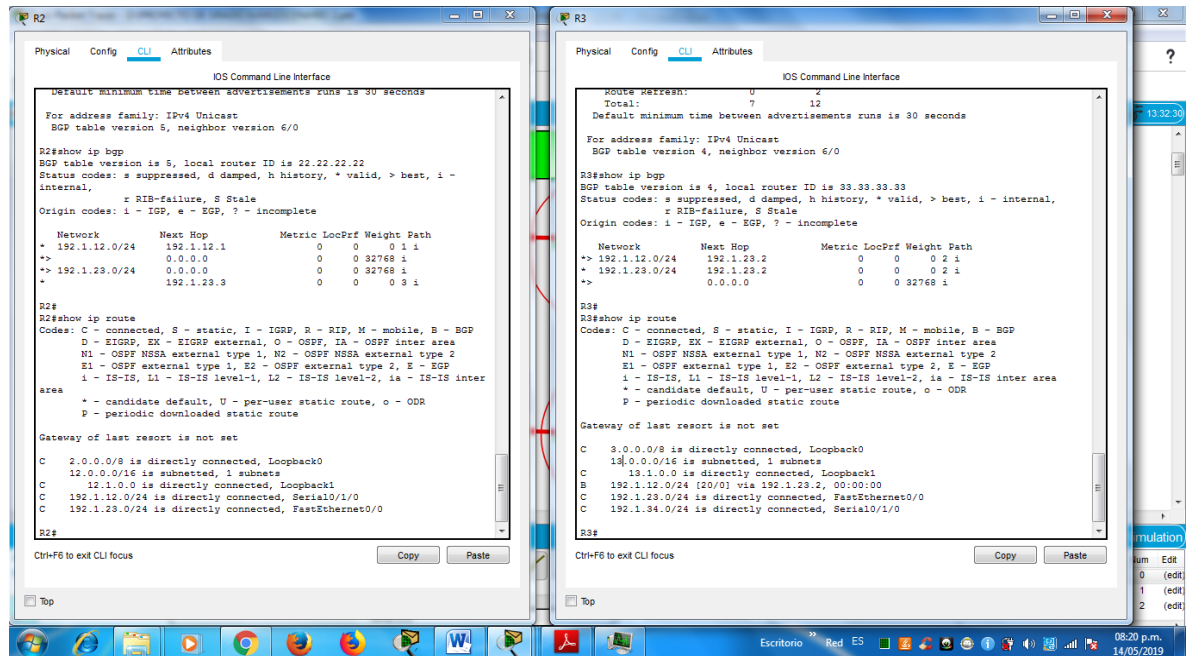 R2
Physical Config CLI Attributes
IOS Command Line Interface
Default minimum time between advertisements runs is 30 seconds
For address family: IPv4 Unicast
BGP table version 5, neighbor version 6/0
R2#show ip bgp
BGP table version is 5, local router ID is 22.22.22.22
Status codes: s suppressed, d damped, h history, * valid, > best, i -
internal,
r RIB-failure, S Stale
Origin codes: i - IGP, e - EGP, ? - incomplete
Network Next Hop Metric LocPrf Weight Path
* 192.1.12.0/24 192.1.12.1 0 0 0 1 i
*> 0.0.0.0 0 0 32768 i
*> 192.1.23.0/24 0.0.0.0 0 0 32768 i
* 192.1.23.3 0 0 0 3 i
R2#
R2#show ip route
Codes: C - connected, S - static, I - IGRP, R - RIP, M - mobile, B - BGP
D - EIGRP, EX - EIGRP external, O - OSPF, IA - OSPF inter area
N1 - OSPF NSSA external type 1, N2 - OSPF NSSA external type 2
E1 - OSPF external type 1, E2 - OSPF external type 2, E - EGP
i - IS-IS, L1 - IS-IS level-1, L2 - IS-IS level-2, ia - IS-IS inter
area
* - candidate default, U - per-user static route, o - ODR
P - periodic downloaded static route
Gateway of last resort is not set
C 2.0.0.0/8 is directly connected, Loopback0
12.0.0.0/16 is subnetted, 1 subnets
C 12.1.0.0 is directly connected, Loopback1
C 192.1.12.0/24 is directly connected, Serial0/1/0
C 192.1.23.0/24 is directly connected, FastEthernet0/0
R2#
Ctrl+F6 to exit CLI focus Copy Paste
Top
R3
Physical Config CLI Attributes
IOS Command Line Interface
Route Refresh: 0 2
Total: 7 12
Default minimum time between advertisements runs is 30 seconds
For address family: IPv4 Unicast
BGP table version 4, neighbor version 6/0
R3#show ip bgp
BGP table version is 4, local router ID is 33.33.33.33
Status codes: s suppressed, d damped, h history, * valid, > best, i - internal,
r RIB-failure, S Stale
Origin codes: i - IGP, e - EGP, ? - incomplete
Network Next Hop Metric LocPrf Weight Path
*> 192.1.12.0/24 192.1.23.2 0 0 0 2 i
* 192.1.23.0/24 192.1.23.2 0 0 0 2 i
*> 0.0.0.0 0 0 32768 i
R3#
R3#show ip route
Codes: C - connected, S - static, I - IGRP, R - RIP, M - mobile, B - BGP
D - EIGRP, EX - EIGRP external, O - OSPF, IA - OSPF inter area
N1 - OSPF NSSA external type 1, N2 - OSPF NSSA external type 2
E1 - OSPF external type 1, E2 - OSPF external type 2, E - EGP
i - IS-IS, L1 - IS-IS level-1, L2 - IS-IS level-2, ia - IS-IS inter area
* - candidate default, U - per-user static route, o - ODR
P - periodic downloaded static route
Gateway of last resort is not set
C 3.0.0.0/8 is directly connected, Loopback0
13.0.0.0/16 is subnetted, 1 subnets
C 13.1.0.0 is directly connected, Loopback1
B 192.1.12.0/24 [20/0] via 192.1.23.2, 00:00:00
C 192.1.23.0/24 is directly connected, FastEthernet0/0
C 192.1.34.0/24 is directly connected, Serial0/1/0
R3#
Ctrl+F6 to exit CLI focus Copy Paste
Top
?
13:32:30
Edit
0 (edit)
1 (edit)
2 (edit)
Escritorio Red ES 08:20 p.m.
14/05/2019